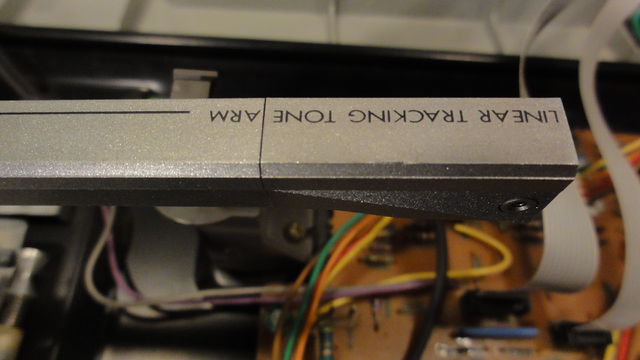 LINEAR TRACKING TONE ARM